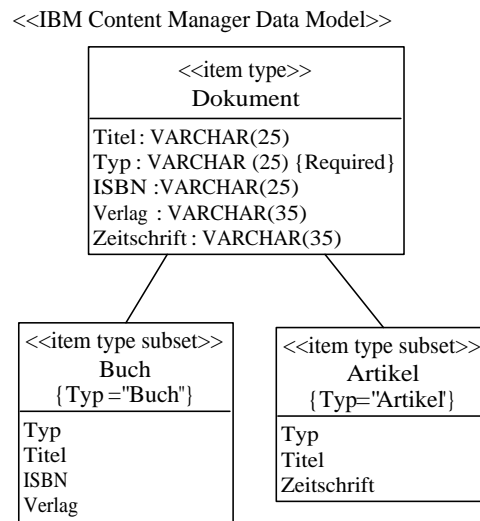 <<IBM Content Manager Data Model>>
<<item type>>
Dokument
Titel : VARCHAR(25)
Typ : VARCHAR (25) {Required}
ISBN :VARCHAR(25)
Verlag : VARCHAR(35)
Zeitschrift : VARCHAR(35)
<<item type subset>>
Buch
{Typ ="Buch"}
Typ
Titel
ISBN
Verlag
<<item type subset>>
Artikel
{Typ="Artikel"}
Typ
Titel
Zeitschrift